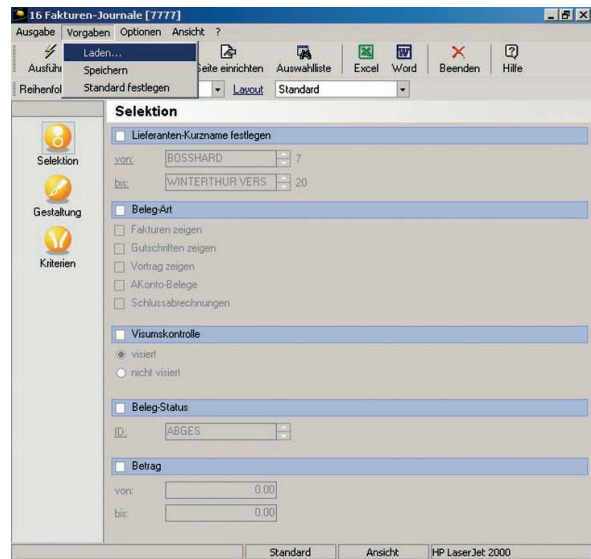 16 Fakturen-Journale [7777]
Ausgabe Vorgaben Optionen Ansicht ?
Laden...
Speichern
Standard festlegen
Ausführ Seite einrichten Auswahlliste Excel Word Beenden Hilfe
Reihenfol Layout Standard
Selektion
Selektion
Gestaltung
Kriterien
Lieferanten-Kurzname festlegen
von: BOSSHARD 7
bis: WINTERTHUR VERS 20
Beleg-Art
Fakturen zeigen
Gutschriften zeigen
Vortrag zeigen
AKonto-Belege
Schlussabrechnungen
Visumskontrolle
visiert
nicht visiert
Beleg-Status
ID: ABGES
Betrag
von: 0.00
bis: 0.00
Standard Ansicht HP LaserJet 2000